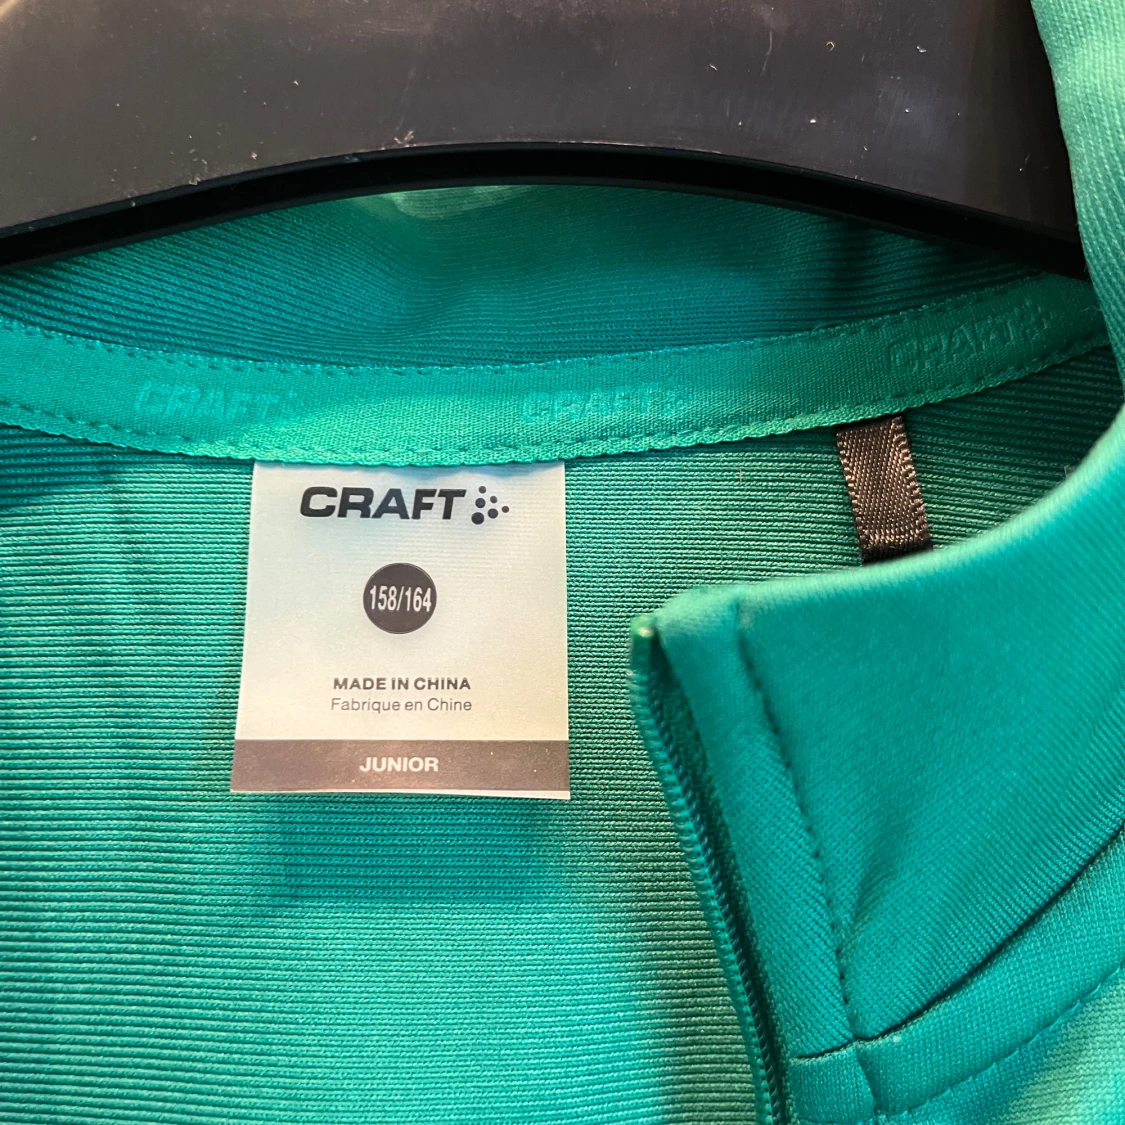 CRAFT
CRAFT
CRAFT
CRAFT
158/164
MADE IN CHINA
Fabrique en Chine
JUNIOR